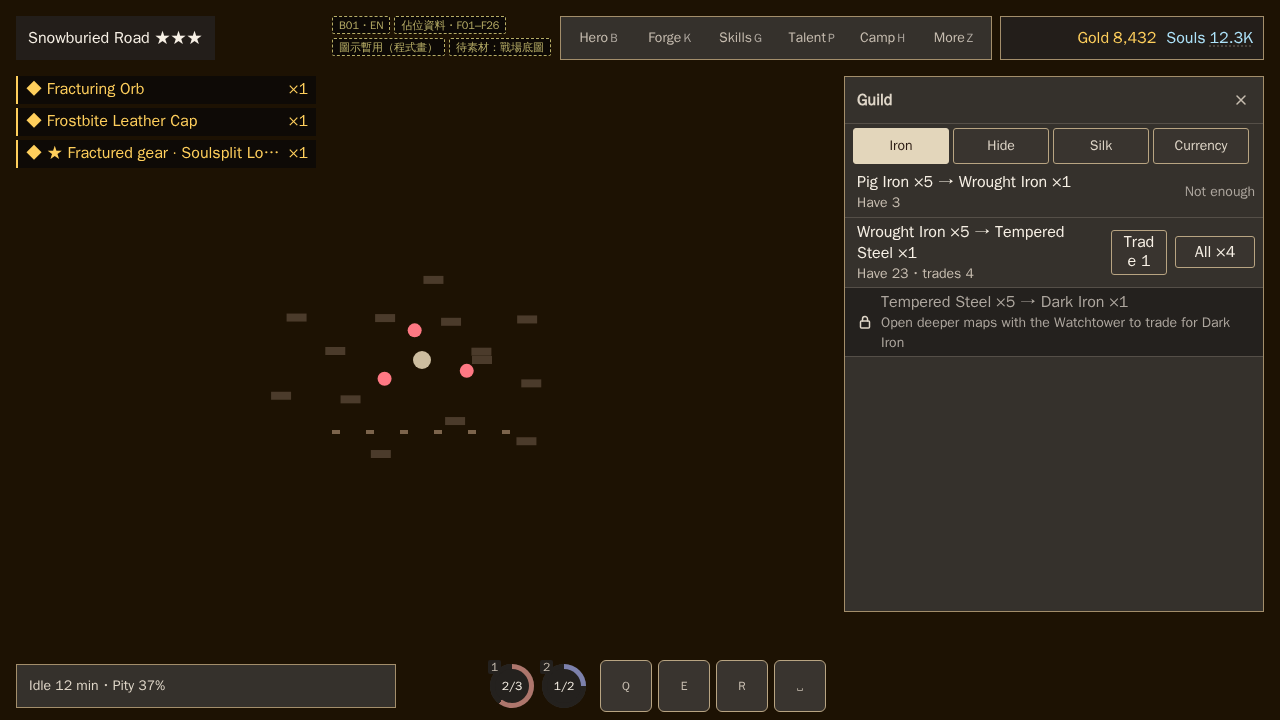 Snowburied Road ★★★
B01 · EN
佔位資料・F01–F26
圖示暫用（程式畫）
待素材：戰場底圖
Hero B
Forge K
Skills G
Talent P
Camp H
More Z
Gold 8,432 Souls 12.3K
◆ Fracturing Orb ×1
◆ Frostbite Leather Cap ×1
◆ ★ Fractured gear · Soulsplit Lo··· ×1
Guild ×
Iron
Hide
Silk
Currency
Pig Iron ×5 → Wrought Iron ×1
Have 3
Not enough
Wrought Iron ×5 → Tempered
Steel ×1
Have 23 · trades 4
Trad
e 1
All ×4
Tempered Steel ×5 → Dark Iron ×1
Open deeper maps with the Watchtower to trade for Dark
Iron
Idle 12 min · Pity 37%
1
2/3
2
1/2
Q
E
R
⎵